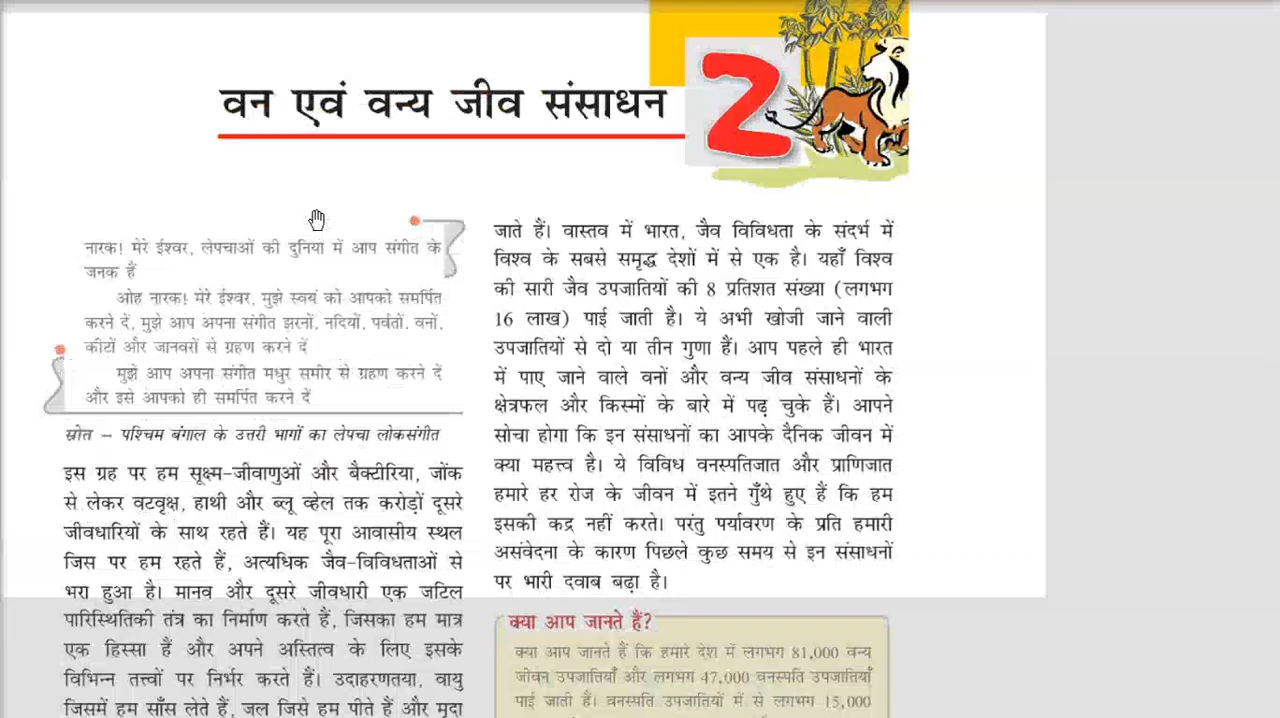 वन एवं वन्य जीव संसाधन
2
नारक! मेरे ईश्वर, लेपचाओं की दुनिया में आप संगीत के
जनक हैं
ओह नारक! मेरे ईश्वर, मुझे स्वयं को आपको समर्पित
करने दें, मुझे आप अपना संगीत झरनों, नदियों, पर्वतों, वनों,
कीटों और जानवरों से ग्रहण करने दें
मुझे आप अपना संगीत मधुर समीर से ग्रहण करने दें
और इसे आपको ही समर्पित करने दें
स्रोत – पश्चिम बंगाल के उत्तरी भागों का लेपचा लोकसंगीत
इस ग्रह पर हम सूक्ष्म-जीवाणुओं और बैक्टीरिया, जोंक
से लेकर वटवृक्ष, हाथी और ब्लू व्हेल तक करोड़ों दूसरे
जीवधारियों के साथ रहते हैं। यह पूरा आवासीय स्थल
जिस पर हम रहते हैं, अत्यधिक जैव-विविधताओं से
भरा हुआ है। मानव और दूसरे जीवधारी एक जटिल
पारिस्थितिकी तंत्र का निर्माण करते हैं, जिसका हम मात्र
एक हिस्सा हैं और अपने अस्तित्व के लिए इसके
विभिन्न तत्त्वों पर निर्भर करते हैं। उदाहरणतया, वायु
जिसमें हम साँस लेते हैं, जल जिसे हम पीते हैं और मृदा
जाते हैं। वास्तव में भारत, जैव विविधता के संदर्भ में
विश्व के सबसे समृद्ध देशों में से एक है। यहाँ विश्व
की सारी जैव उपजातियों की 8 प्रतिशत संख्या (लगभग
16 लाख) पाई जाती है। ये अभी खोजी जाने वाली
उपजातियों से दो या तीन गुणा हैं। आप पहले ही भारत
में पाए जाने वाले वनों और वन्य जीव संसाधनों के
क्षेत्रफल और किस्मों के बारे में पढ़ चुके हैं। आपने
सोचा होगा कि इन संसाधनों का आपके दैनिक जीवन में
क्या महत्त्व है। ये विविध वनस्पतिजात और प्राणिजात
हमारे हर रोज के जीवन में इतने गुँथे हुए हैं कि हम
इसकी कद्र नहीं करते। परंतु पर्यावरण के प्रति हमारी
असंवेदना के कारण पिछले कुछ समय से इन संसाधनों
पर भारी दवाब बढ़ा है।
क्या आप जानते हैं?
क्या आप जानते हैं कि हमारे देश में लगभग 81,000 वन्य
जीवन उपजातियाँ और लगभग 47,000 वनस्पति उपजातियाँ
पाई जाती हैं। वनस्पति उपजातियों में से लगभग 15,000